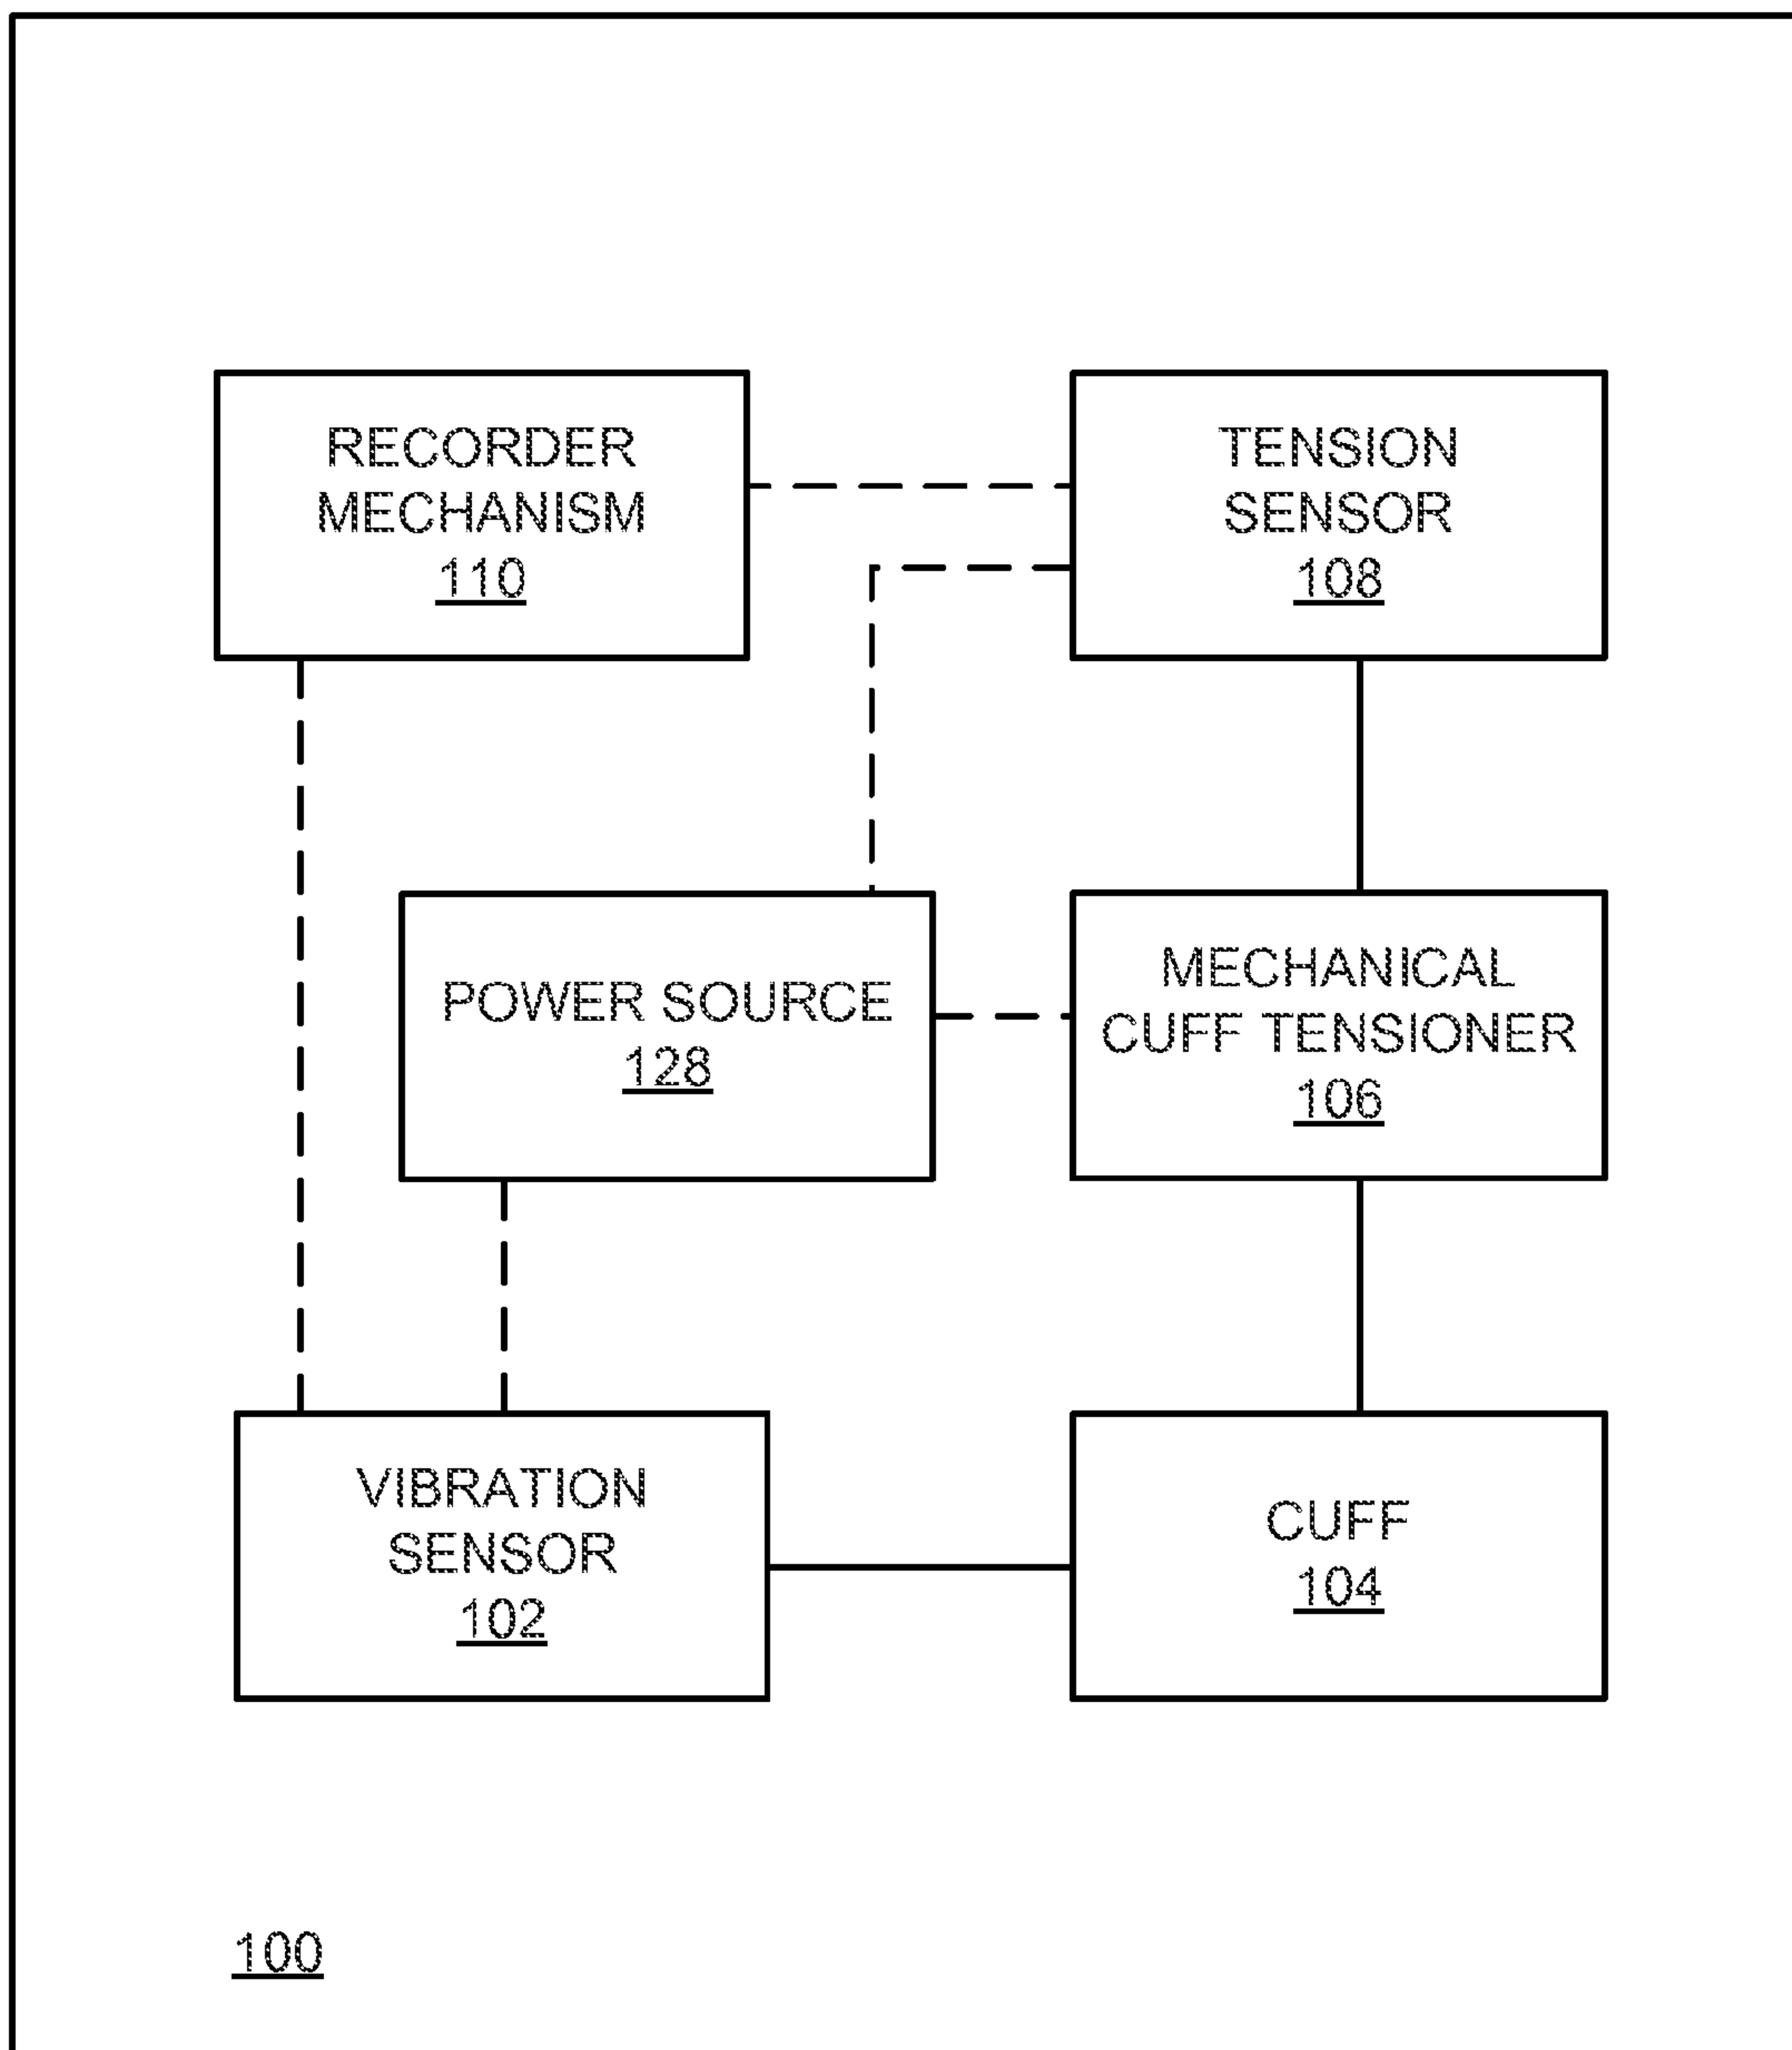 RECORDER
MECHANISM
110
TENSION
SENSOR
108
POWER SOURCE
128
MECHANICAL
CUFF TENSIONER
106
VIBRATION
SENSOR
102
CUFF
104
100